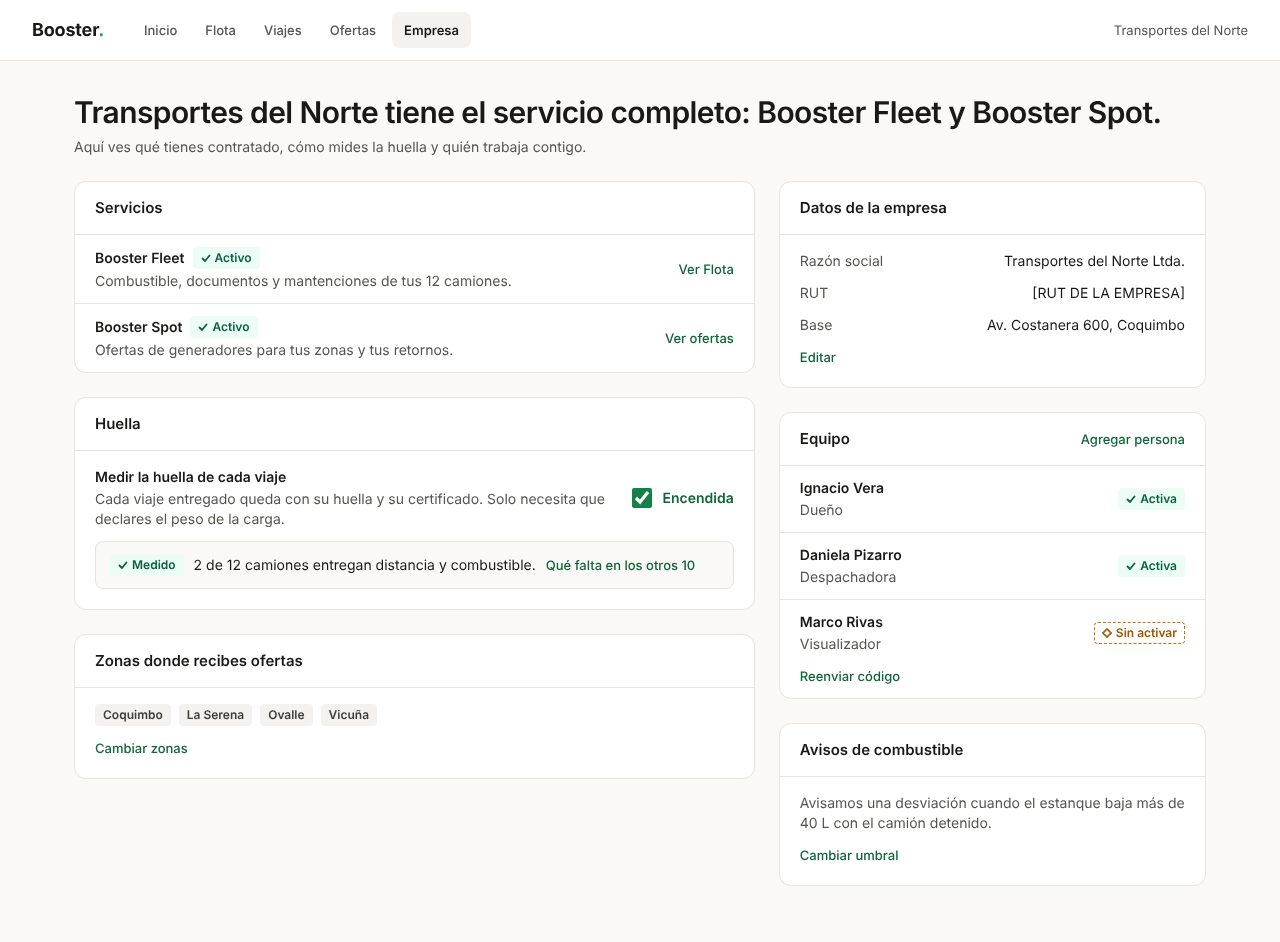 Booster.
Inicio
Flota
Viajes
Ofertas
Empresa
Transportes del Norte
Transportes del Norte tiene el servicio completo: Booster Fleet y Booster Spot.
Aquí ves qué tienes contratado, cómo mides la huella y quién trabaja contigo.
Servicios
Booster Fleet
Activo
Combustible, documentos y mantenciones de tus 12 camiones.
Ver Flota
Booster Spot
Activo
Ofertas de generadores para tus zonas y tus retornos.
Ver ofertas
Huella
Medir la huella de cada viaje
Cada viaje entregado queda con su huella y su certificado. Solo necesita que
declares el peso de la carga.
Encendida
Medido
2 de 12 camiones entregan distancia y combustible.
Qué falta en los otros 10
Zonas donde recibes ofertas
Coquimbo
La Serena
Ovalle
Vicuña
Cambiar zonas
Datos de la empresa
Razón social
Transportes del Norte Ltda.
RUT
[RUT DE LA EMPRESA]
Base
Av. Costanera 600, Coquimbo
Editar
Equipo
Agregar persona
Ignacio Vera
Dueño
Activa
Daniela Pizarro
Despachadora
Activa
Marco Rivas
Visualizador
Sin activar
Reenviar código
Avisos de combustible
Avisamos una desviación cuando el estanque baja más de
40 L con el camión detenido.
Cambiar umbral